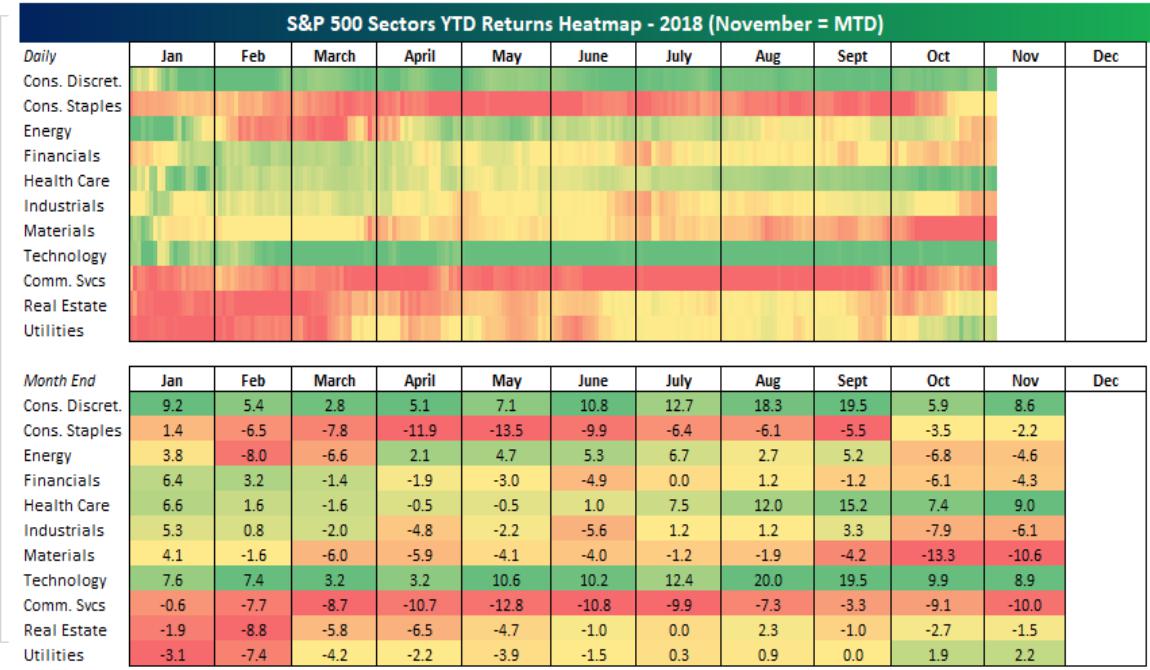 S&P 500 Sectors YTD Returns Heatmap - 2018 (November = MTD)
Daily Jan Feb March April May June July Aug Sept Oct Nov Dec
Cons. Discret.
Cons. Staples
Energy
Financials
Health Care
Industrials
Materials
Technology
Comm. Svcs
Real Estate
Utilities
Month End Jan Feb March April May June July Aug Sept Oct Nov Dec
Cons. Discret. 9.2 5.4 2.8 5.1 7.1 10.8 12.7 18.3 19.5 5.9 8.6
Cons. Staples 1.4 -6.5 -7.8 -11.9 -13.5 -9.9 -6.4 -6.1 -5.5 -3.5 -2.2
Energy 3.8 -8.0 -6.6 2.1 4.7 5.3 6.7 2.7 5.2 -6.8 -4.6
Financials 6.4 3.2 -1.4 -1.9 -3.0 -4.9 0.0 1.2 -1.2 -6.1 -4.3
Health Care 6.6 1.6 -1.6 -0.5 -0.5 1.0 7.5 12.0 15.2 7.4 9.0
Industrials 5.3 0.8 -2.0 -4.8 -2.2 -5.6 1.2 1.2 3.3 -7.9 -6.1
Materials 4.1 -1.6 -6.0 -5.9 -4.1 -4.0 -1.2 -1.9 -4.2 -13.3 -10.6
Technology 7.6 7.4 3.2 3.2 10.6 10.2 12.4 20.0 19.5 9.9 8.9
Comm. Svcs -0.6 -7.7 -8.7 -10.7 -12.8 -10.8 -9.9 -7.3 -3.3 -9.1 -10.0
Real Estate -1.9 -8.8 -5.8 -6.5 -4.7 -1.0 0.0 2.3 -1.0 -2.7 -1.5
Utilities -3.1 -7.4 -4.2 -2.2 -3.9 -1.5 0.3 0.9 0.0 1.9 2.2